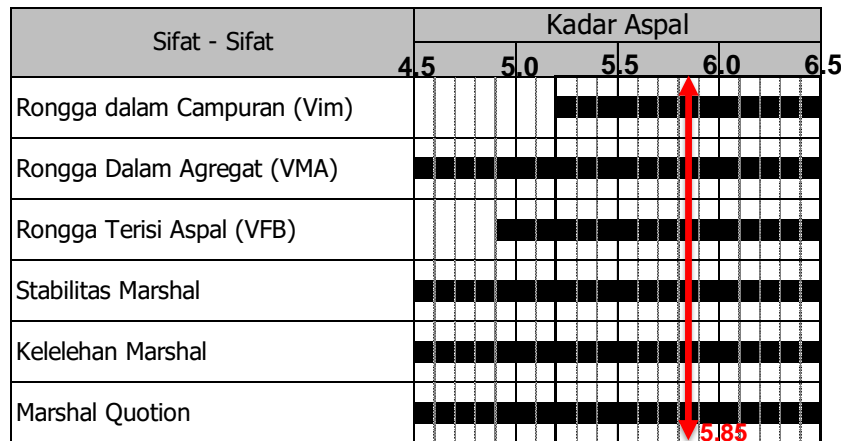 Sifat - Sifat
Kadar Aspal
4.5 5.0 5.5 6.0 6.5
Rongga dalam Campuran (Vim)
Rongga Dalam Agregat (VMA)
Rongga Terisi Aspal (VFB)
Stabilitas Marshal
Kelelehan Marshal
Marshal Quotion
5.85